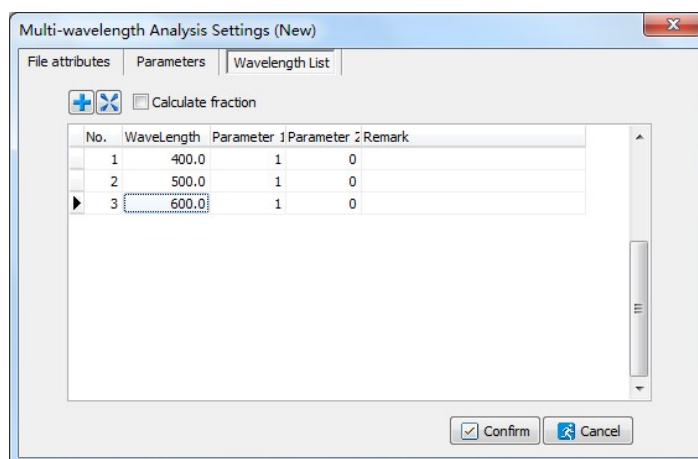 Multi-wavelength Analysis Settings (New)
File attributes Parameters Wavelength List
Calculate fraction
No. WaveLength Parameter 1 Parameter 2 Remark
1 400.0 1 0
2 500.0 1 0
3 600.0 1 0
Confirm Cancel